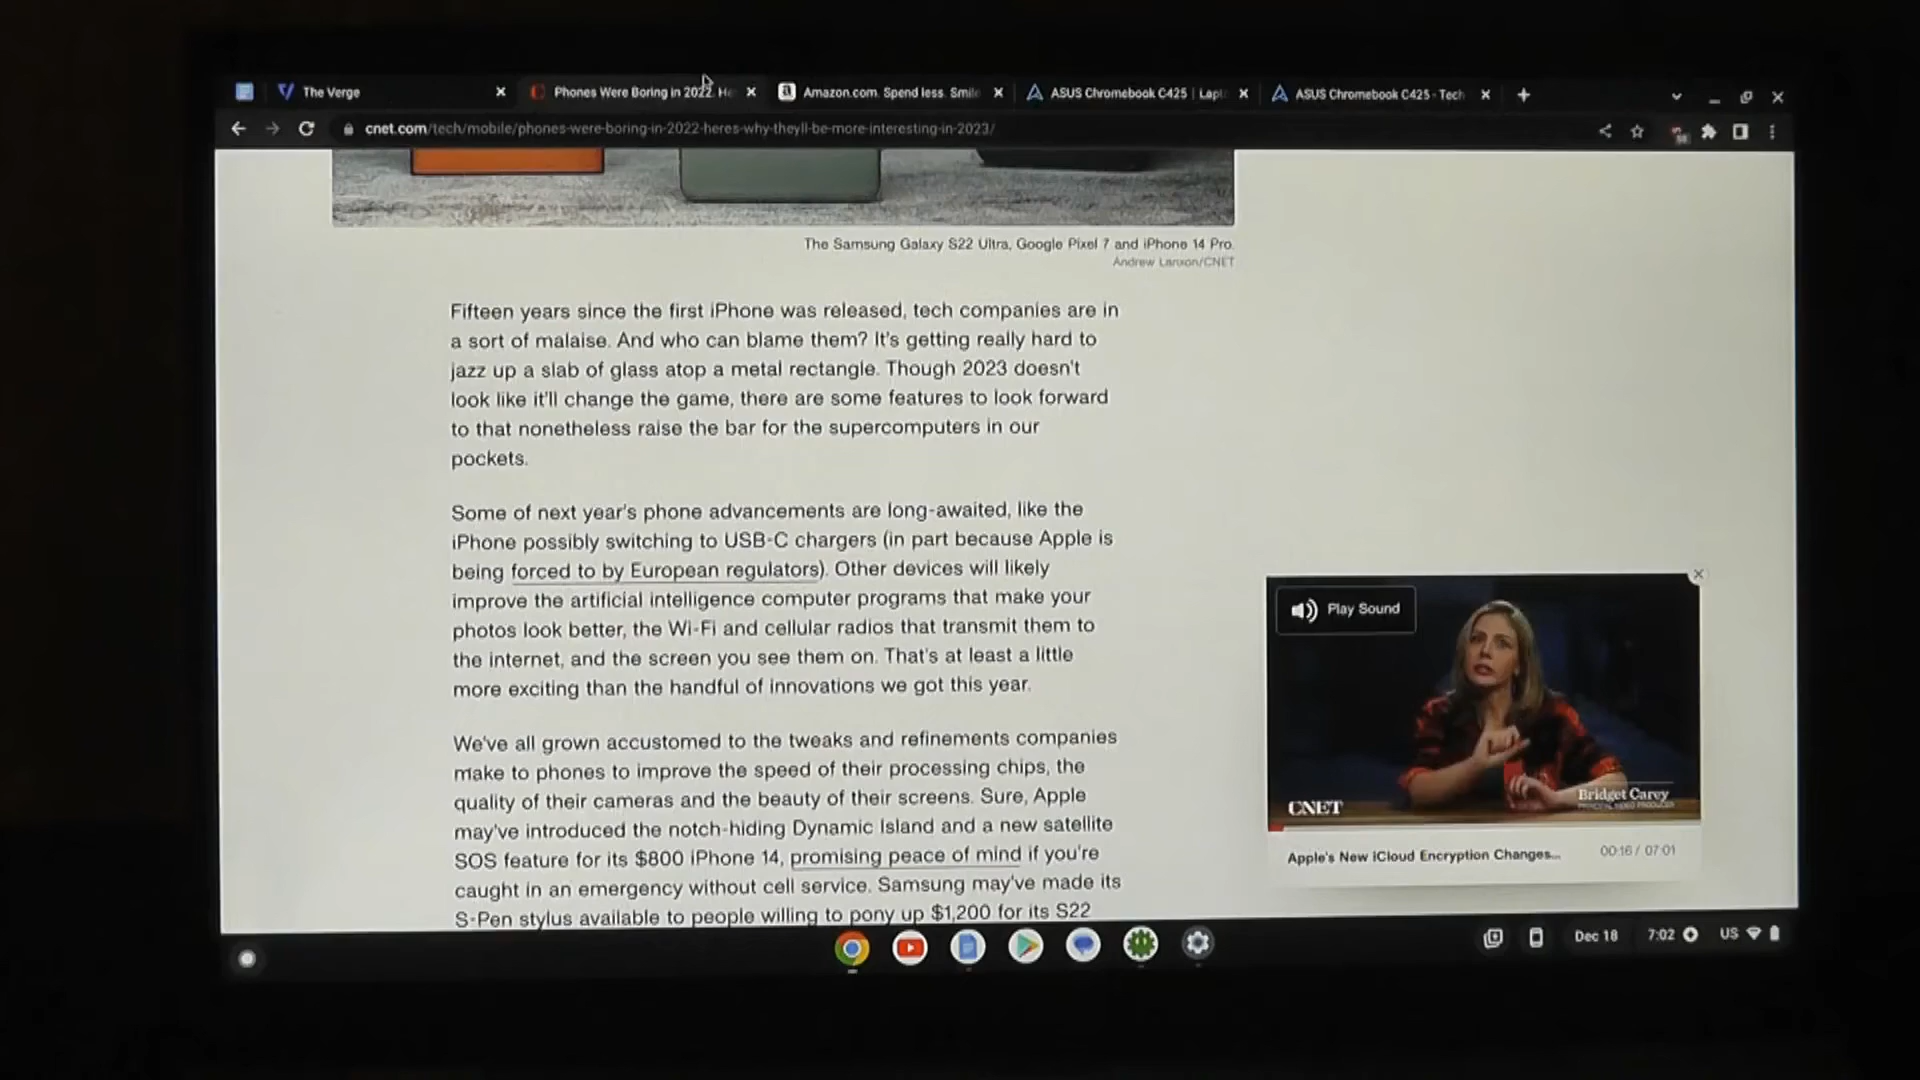 The Verge
Phones Were Boring in 2022. He
Amazon.com. Spend less. Smile
ASUS Chromebook C425 | Lapt
ASUS Chromebook C425 - Tech
cnet.com/tech/mobile/phones-were-boring-in-2022-heres-why-theyll-be-more-interesting-in-2023/
The Samsung Galaxy S22 Ultra, Google Pixel 7 and iPhone 14 Pro.
Andrew Lanxon/CNET
Fifteen years since the first iPhone was released, tech companies are in
a sort of malaise. And who can blame them? It's getting really hard to
jazz up a slab of glass atop a metal rectangle. Though 2023 doesn't
look like it'll change the game, there are some features to look forward
to that nonetheless raise the bar for the supercomputers in our
pockets.
Some of next year's phone advancements are long-awaited, like the
iPhone possibly switching to USB-C chargers (in part because Apple is
being forced to by European regulators). Other devices will likely
improve the artificial intelligence computer programs that make your
photos look better, the Wi-Fi and cellular radios that transmit them to
the internet, and the screen you see them on. That's at least a little
more exciting than the handful of innovations we got this year.
We've all grown accustomed to the tweaks and refinements companies
make to phones to improve the speed of their processing chips, the
quality of their cameras and the beauty of their screens. Sure, Apple
may've introduced the notch-hiding Dynamic Island and a new satellite
SOS feature for its $800 iPhone 14, promising peace of mind if you're
caught in an emergency without cell service. Samsung may've made its
S-Pen stylus available to people willing to pony up $1,200 for its S22
Play Sound
CNET
Bridget Carey
PRINCIPAL VIDEO PRODUCER
Apple's New iCloud Encryption Changes...
00:16 / 07:01
Dec 18
7:02
US